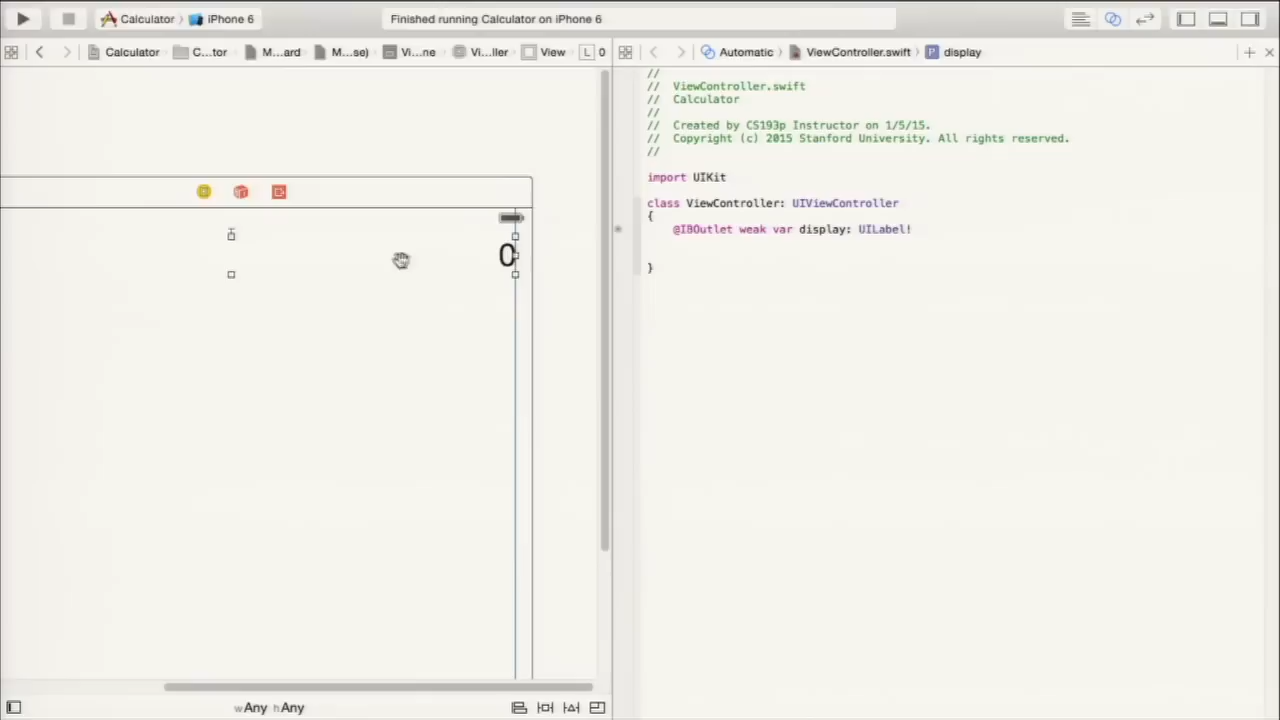 Calculator iPhone 6 Finished running Calculator on iPhone 6
Calculator C...tor M...ard M...se) Vi...ne Vi...ller View L 0 Automatic ViewController.swift display
//
// ViewController.swift
// Calculator
//
// Created by CS193p Instructor on 1/5/15.
// Copyright (c) 2015 Stanford University. All rights reserved.
//
import UIKit
class ViewController: UIViewController
{
@IBOutlet weak var display: UILabel!
}
0
wAny hAny